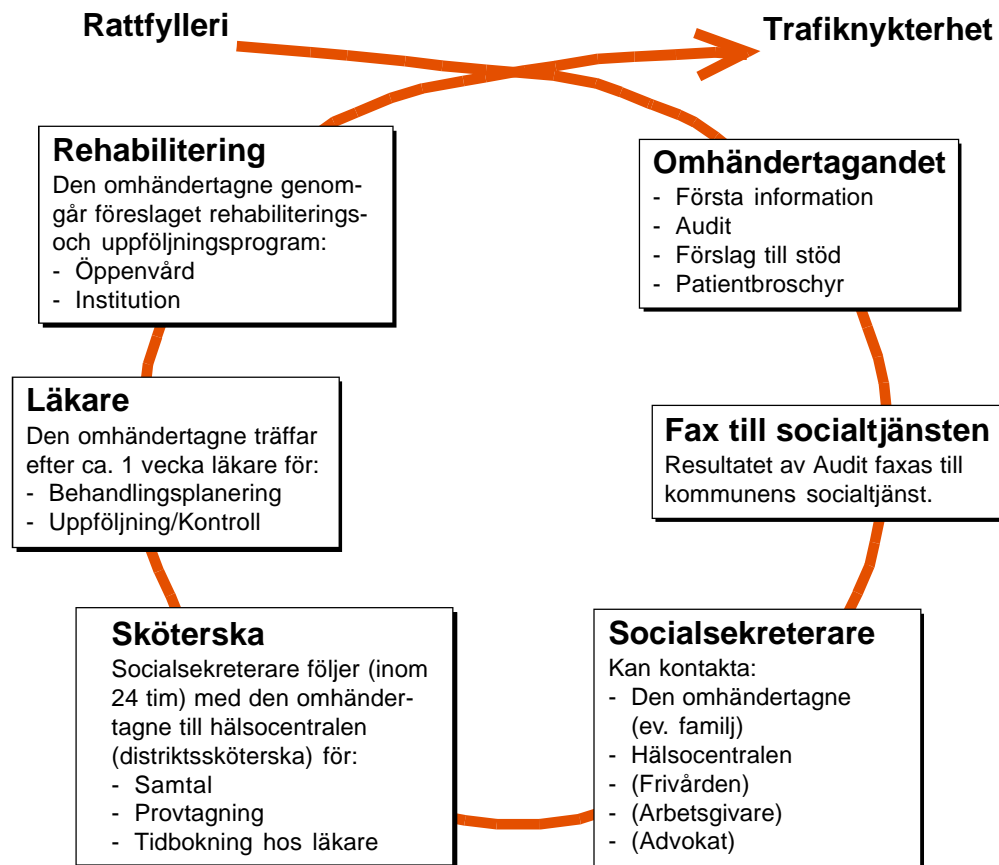 Rattfylleri
Trafiknykterhet
Omhändertagandet
- Första information
- Audit
- Förslag till stöd
- Patientbroschyr
Fax till socialtjänsten
Resultatet av Audit faxas till
kommunens socialtjänst.
Socialsekreterare
Kan kontakta:
- Den omhändertagne
(ev. familj)
- Hälsocentralen
- (Frivården)
- (Arbetsgivare)
- (Advokat)
Sköterska
Socialsekreterare följer (inom
24 tim) med den omhänder-
tagne till hälsocentralen
(distriktssköterska) för:
- Samtal
- Provtagning
- Tidbokning hos läkare
Läkare
Den omhändertagne träffar
efter ca. 1 vecka läkare för:
- Behandlingsplanering
- Uppföljning/Kontroll
Rehabilitering
Den omhändertagne genom-
går föreslaget rehabiliterings-
och uppföljningsprogram:
- Öppenvård
- Institution